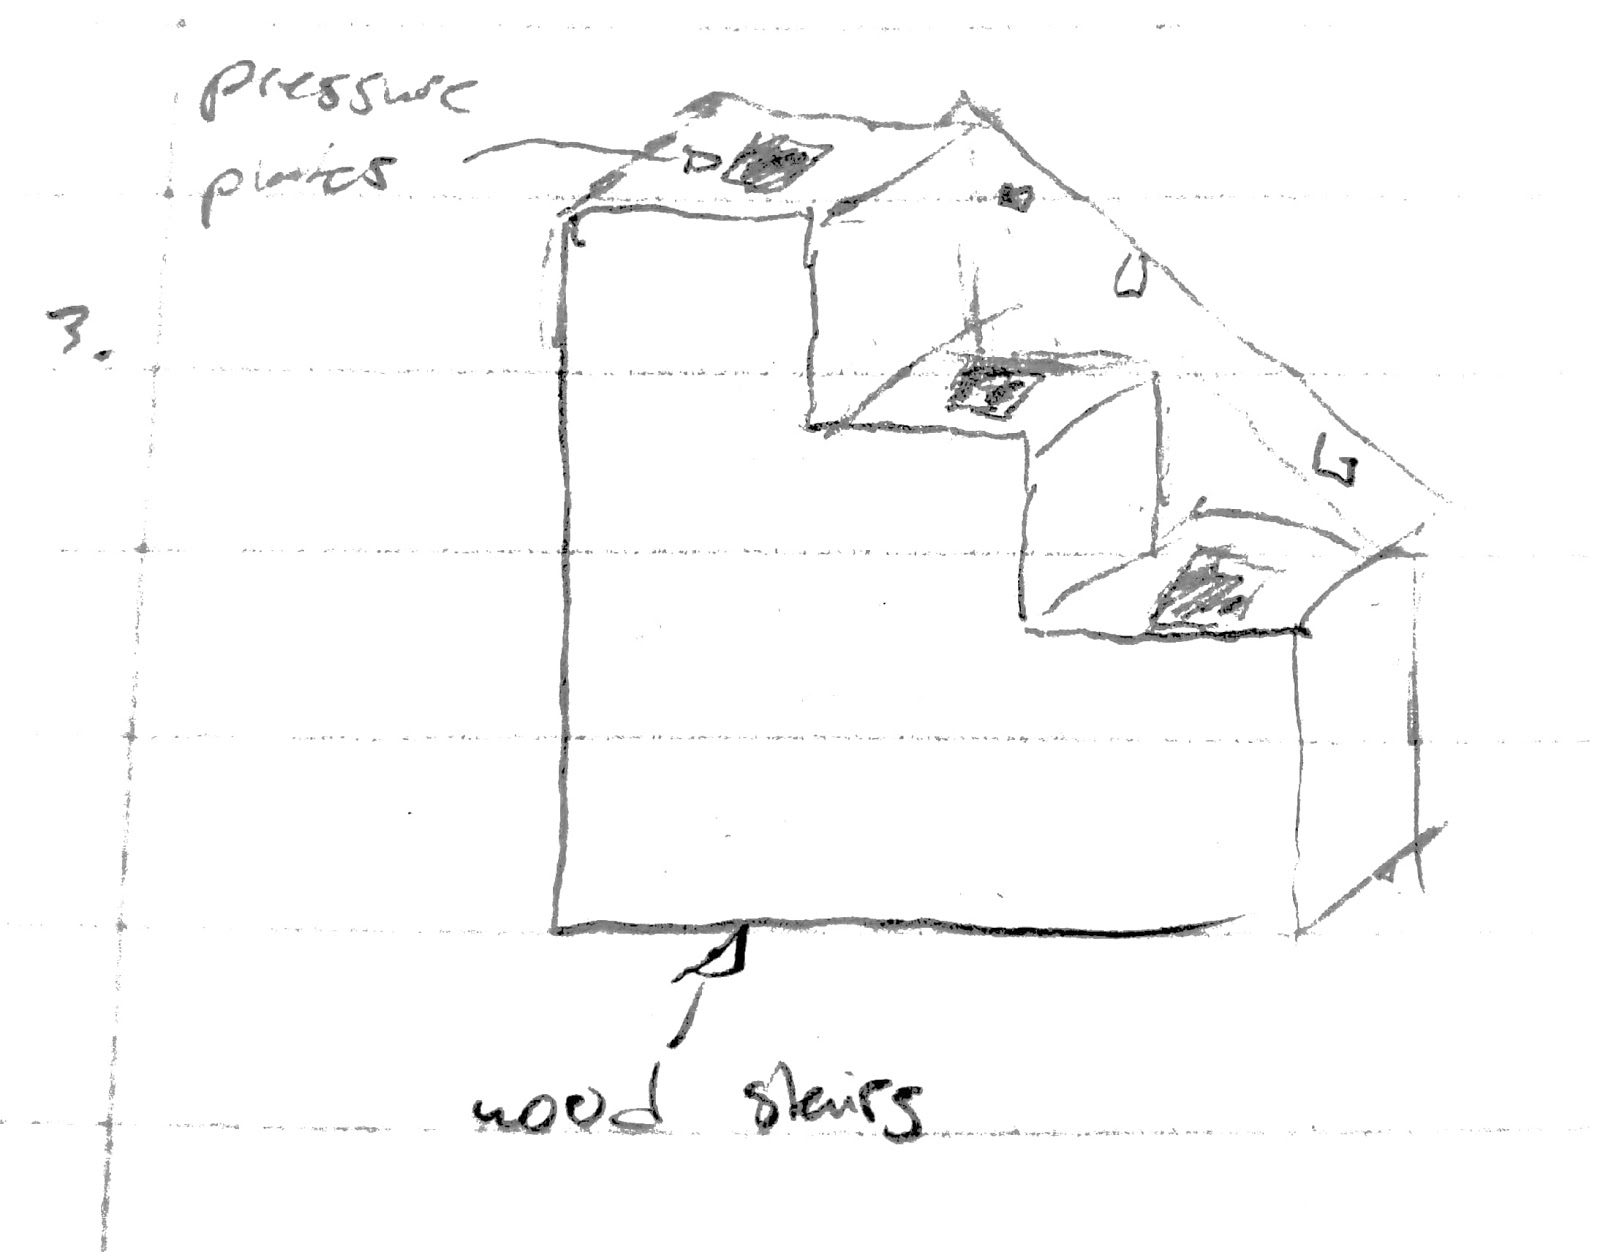 pressure
plates
3.
wood stairs